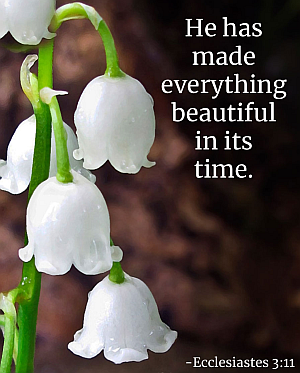 He has
made
everything
beautiful
in its
time.
-Ecclesiastes 3:11